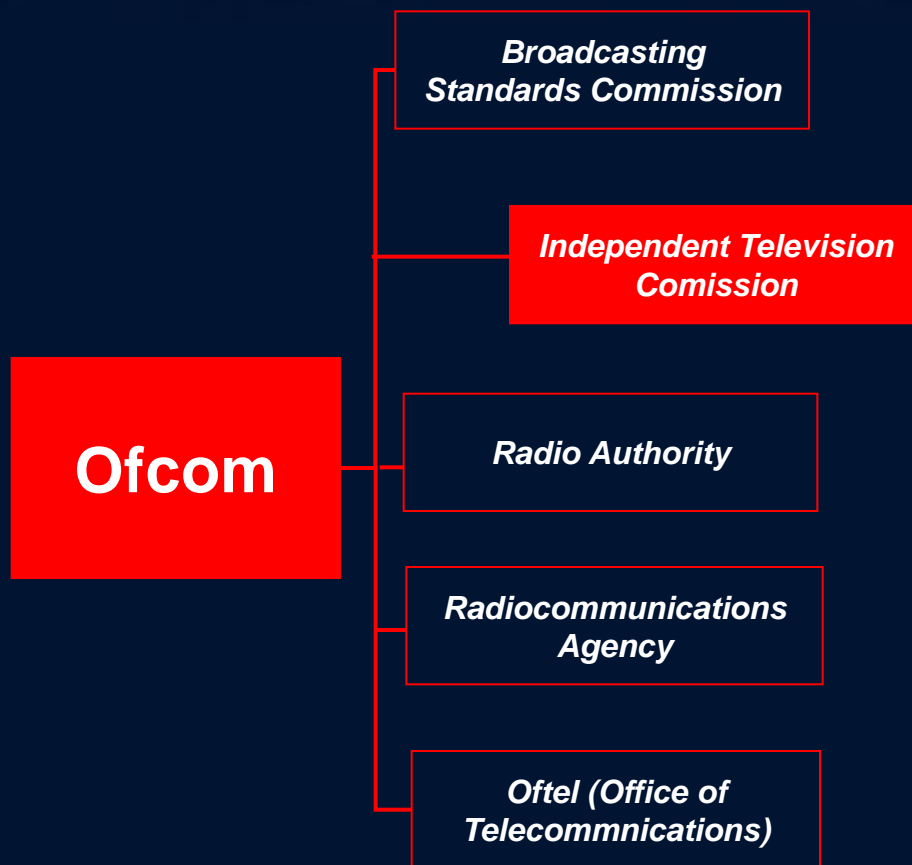 Broadcasting
Standards Commission
Independent Television
Comission
Ofcom
Radio Authority
Radiocommunications
Agency
Oftel (Office of
Telecommnications)